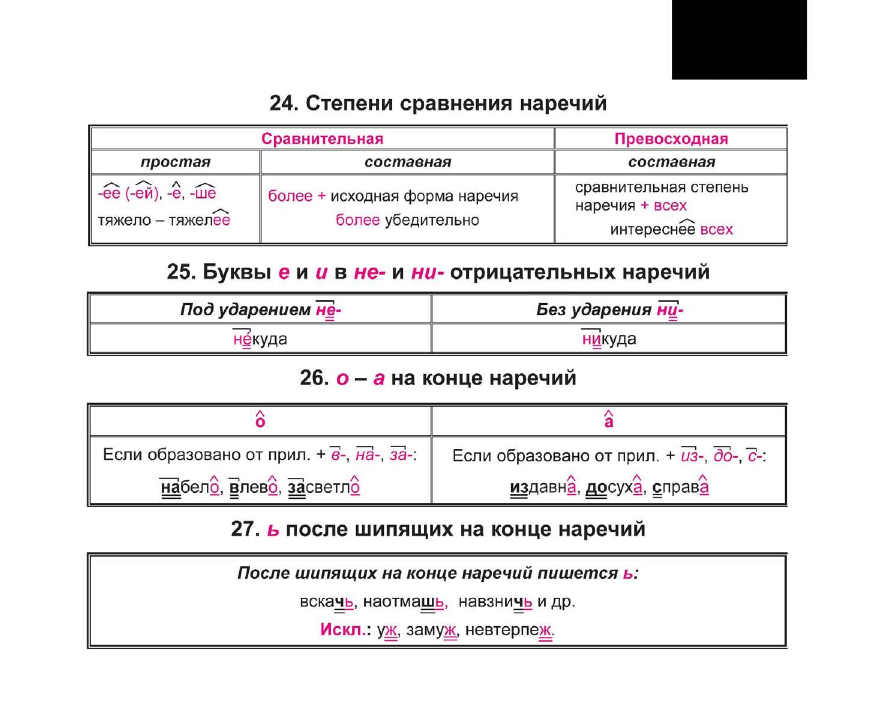 24. Степени сравнения наречий
Сравнительная Превосходная
простая составная составная
-ее (-ей), -е, -ше
тяжело – тяжелее
более + исходная форма наречия
более убедительно
сравнительная степень
наречия + всех
интереснее всех
25. Буквы е и и в не- и ни- отрицательных наречий
Под ударением не- Без ударения ни-
не́куда никуда
26. о – а на конце наречий
о а
Если образовано от прил. + в-, на-, за-:
набело, влево, засветло
Если образовано от прил. + из-, до-, с-:
издавна, досуха, справа
27. ь после шипящих на конце наречий
После шипящих на конце наречий пишется ь:
вскачь, наотмашь, навзничь и др.
Искл.: уж, замуж, невтерпеж.